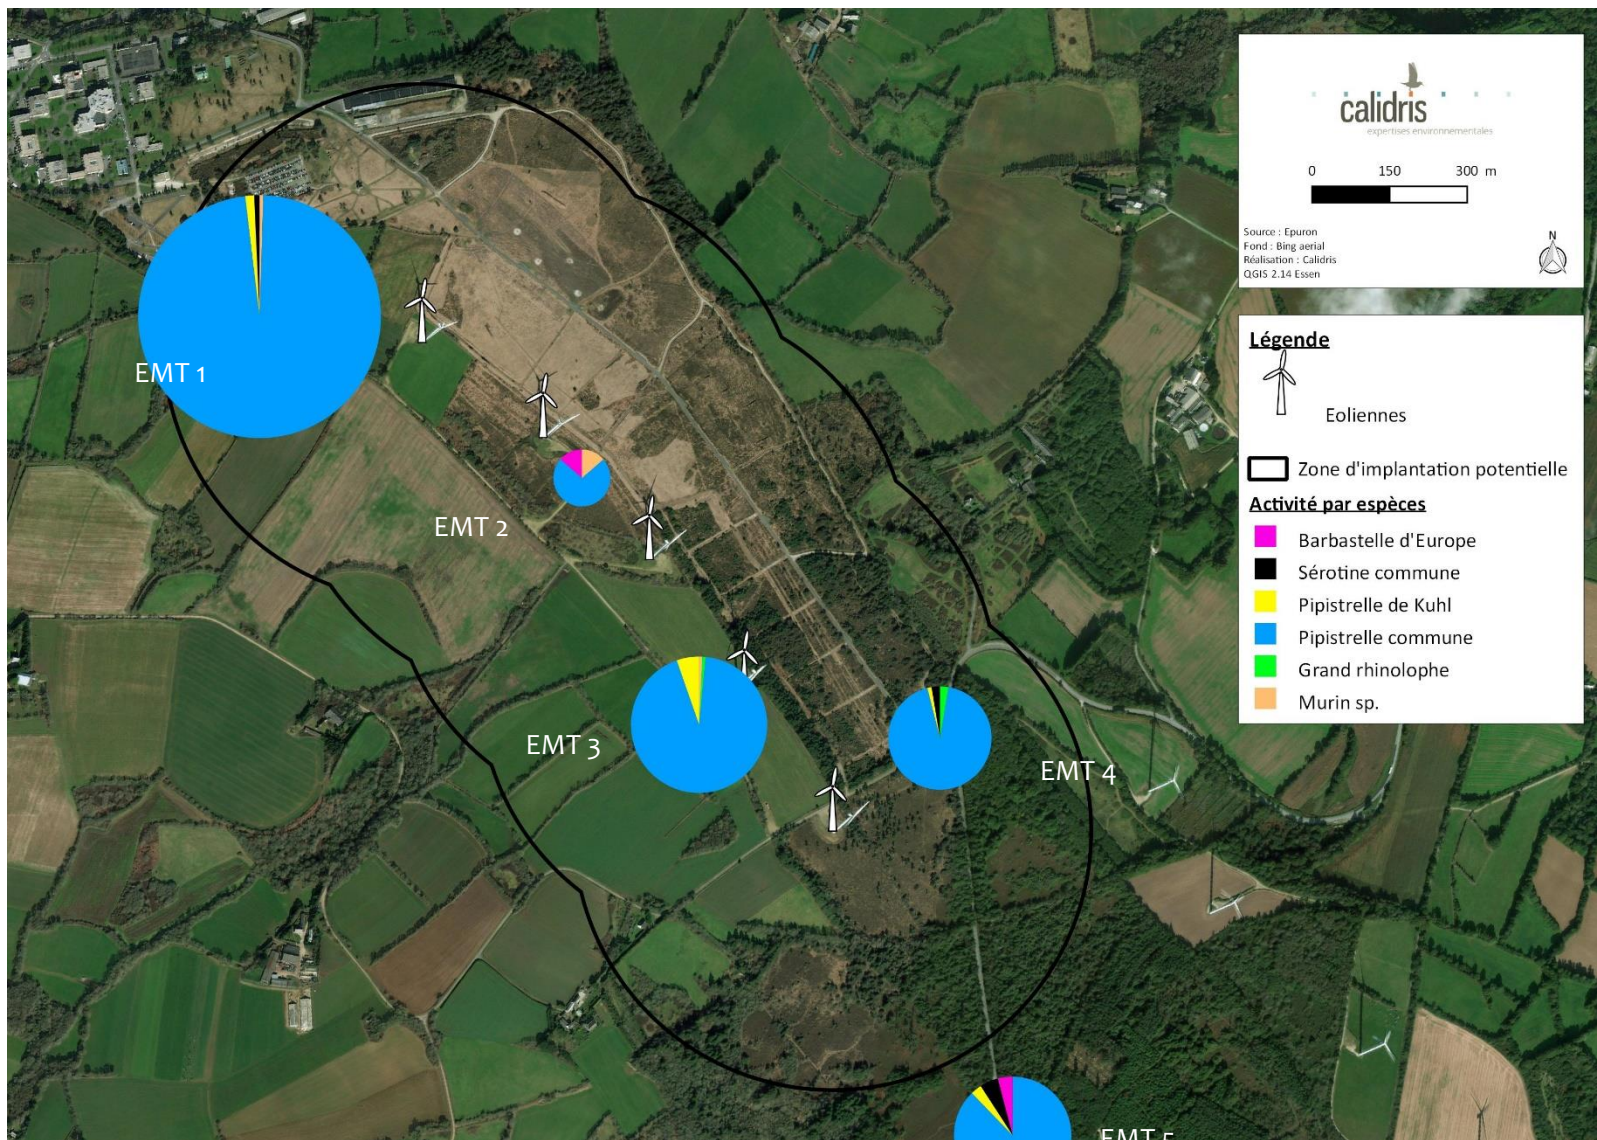 calidris
expertises environnementales
0 150 300 m
Source : Epuron
Fond : Bing aerial
Réalisation : Calidris
QGIS 2.14 Essen
N
Légende
Eoliennes
Zone d'implantation potentielle
Activité par espèces
Barbastelle d'Europe
Sérotine commune
Pipistrelle de Kuhl
Pipistrelle commune
Grand rhinolophe
Murin sp.
EMT 1
EMT 2
EMT 3
EMT 4
EMT 5